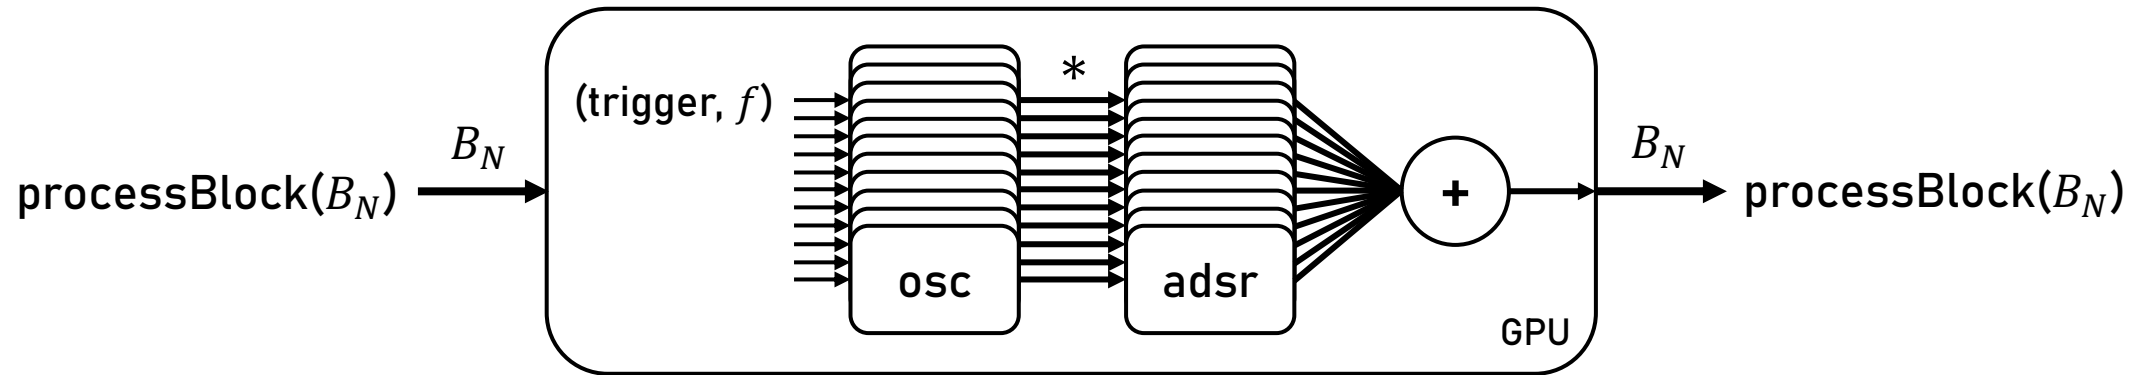 processBlock(B_N)
B_N
(trigger, f)
*
osc
adsr
+
GPU
B_N
processBlock(B_N)